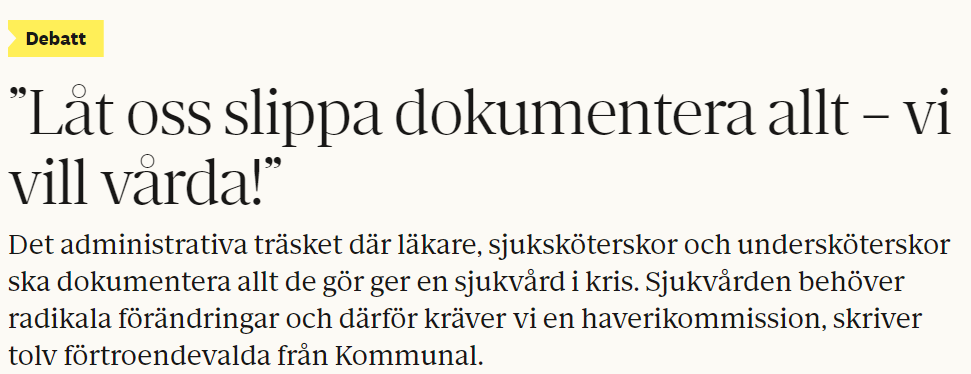 Debatt
”Låt oss slippa dokumentera allt – vi
vill vårda!”
Det administrativa träsket där läkare, sjuksköterskor och undersköterskor
ska dokumentera allt de gör ger en sjukvård i kris. Sjukvården behöver
radikala förändringar och därför kräver vi en haverikommission, skriver
tolv förtroendevalda från Kommunal.